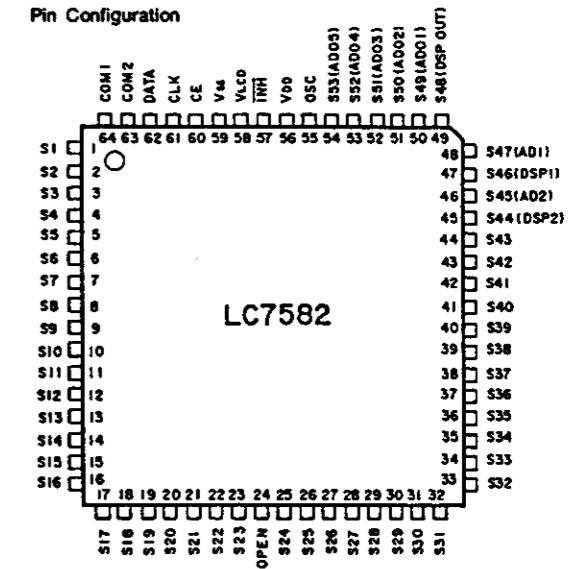 Pin Configuration
COM1
COM2
DATA
CLK
CE
Vss
VLCD
INH
VDD
OSC
S53(ADO5)
S52(ADO4)
S51(ADO3)
S50(ADO2)
S49(ADO1)
S48(DSP OUT)
64 63 62 61 60 59 58 57 56 55 54 53 52 51 50 49
S1 1
S2 2
S3 3
S4 4
S5 5
S6 6
S7 7
S8 8
S9 9
S10 10
S11 11
S12 12
S13 13
S14 14
S15 15
S16 16
LC7582
48 S47(AD1)
47 S46(DSP1)
46 S45(AD2)
45 S44(DSP2)
44 S43
43 S42
42 S41
41 S40
40 S39
39 S38
38 S37
37 S36
36 S35
35 S34
34 S33
33 S32
17 18 19 20 21 22 23 24 25 26 27 28 29 30 31 32
S17
S18
S19
S20
S21
S22
S23
OPEN
S24
S25
S26
S27
S28
S29
S30
S31